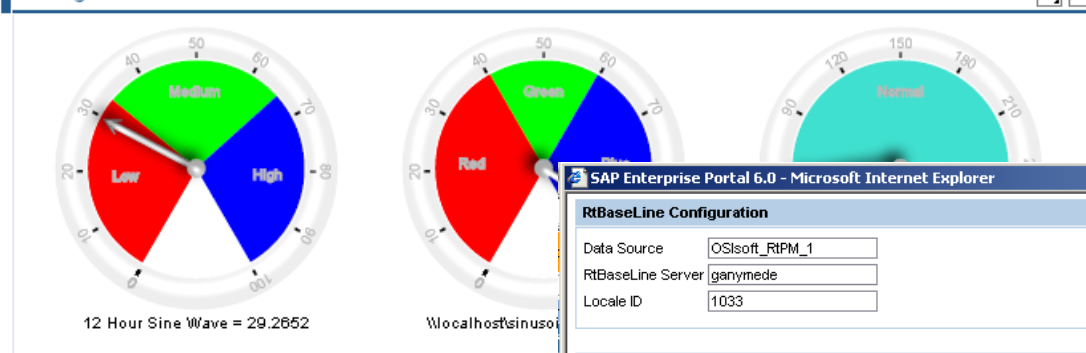 50
40
60
Medium
30
70
Low
High
20
80
10
90
0
100
12 Hour Sine Wave = 29.2652
50
40
60
Green
30
70
Red
Blue
20
10
0
\\localhost\sinusoi
150
120
180
Normal
90
210
SAP Enterprise Portal 6.0 - Microsoft Internet Explorer
RtBaseLine Configuration
Data Source OSIsoft_RtPM_1
RtBaseLine Server ganymede
Locale ID 1033